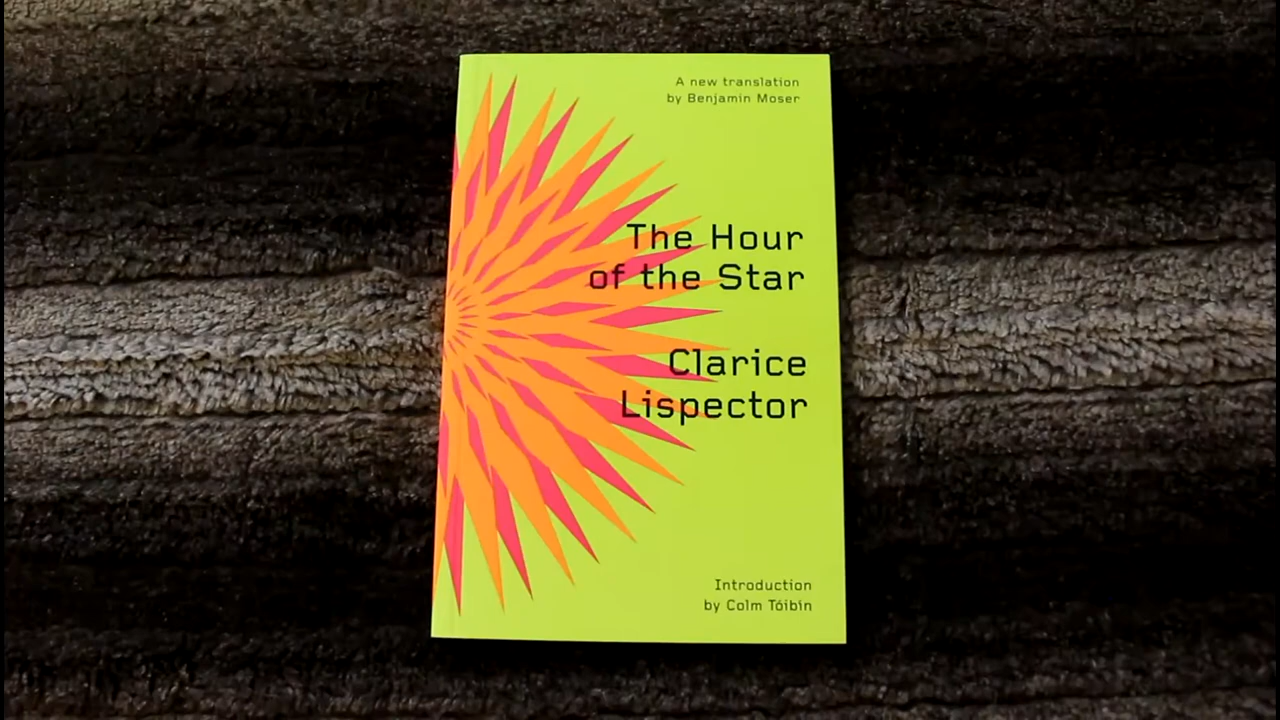 A new translation
by Benjamin Moser
The Hour
of the Star
Clarice
Lispector
Introduction
by Colm Tóibín